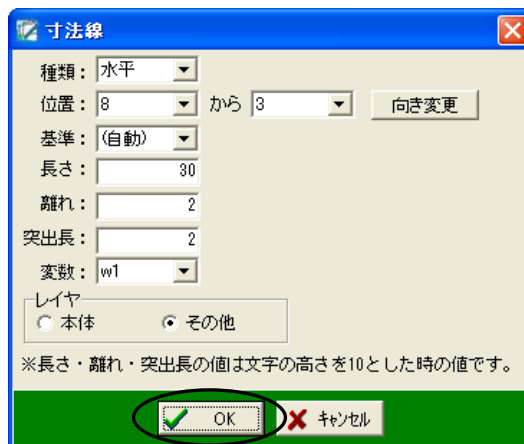 寸法線
種類： 水平
位置： 8 から 3 向き変更
基準： (自動)
長さ： 30
離れ： 2
突出長： 2
変数： w1
レイヤ
本体 その他
※長さ・離れ・突出長の値は文字の高さを10とした時の値です。
OK キャンセル